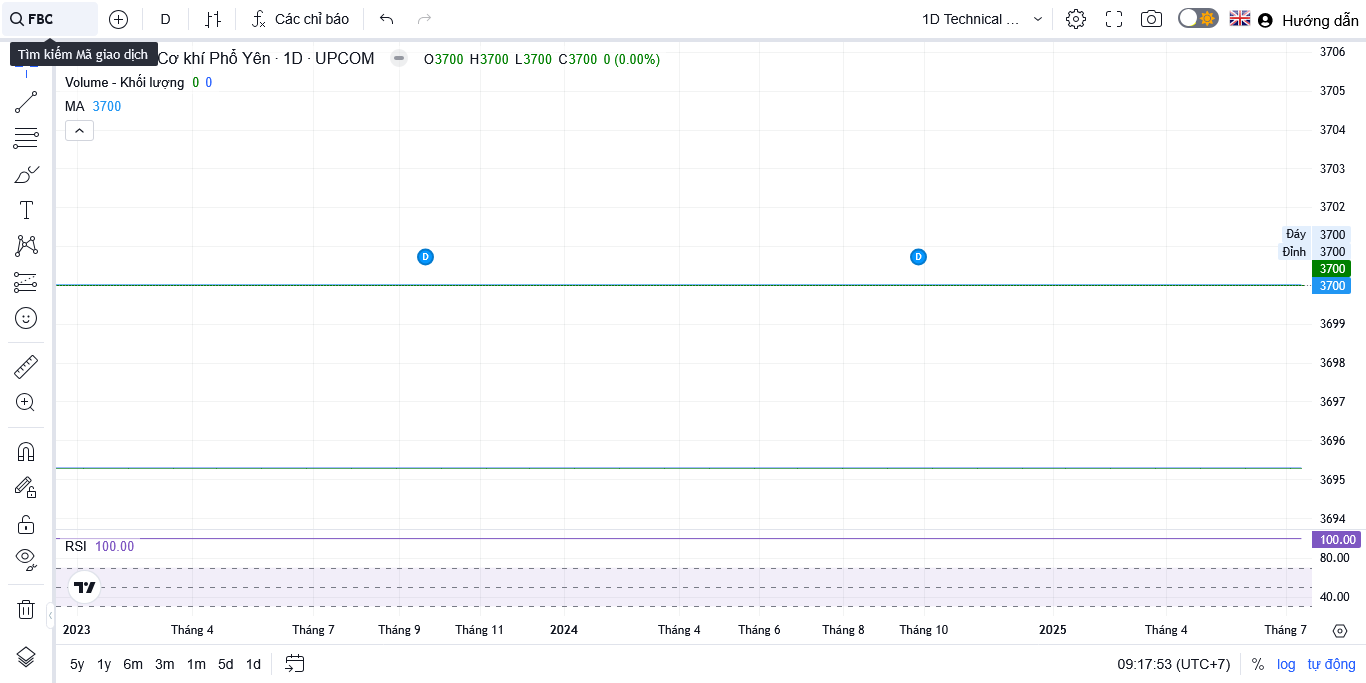 FBC
D
Các chỉ báo
1D Technical ...
Hướng dẫn
Tìm kiếm Mã giao dịch
Cơ khí Phổ Yên · 1D · UPCOM
O3700 H3700 L3700 C3700 0 (0.00%)
Volume - Khối lượng 0 0
MA 3700
3706
3705
3704
3703
3702
Đáy 3700
Đỉnh 3700
3700
3700
D
D
3699
3698
3697
3696
3695
3694
RSI 100.00
100.00
80.00
40.00
2023 Tháng 4 Tháng 7 Tháng 9 Tháng 11 2024 Tháng 4 Tháng 6 Tháng 8 Tháng 10 2025 Tháng 4 Tháng 7
5y 1y 6m 3m 1m 5d 1d
09:17:53 (UTC+7) % log tự động